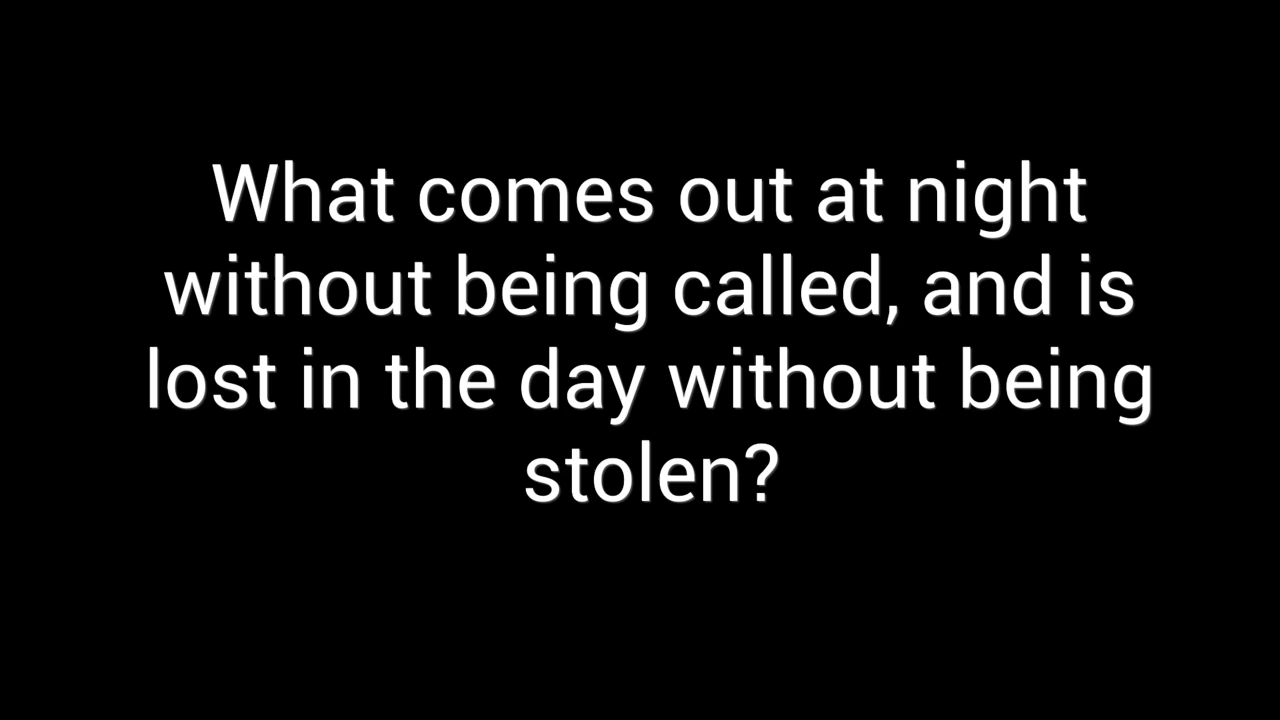 What comes out at night
without being called, and is
lost in the day without being
stolen?